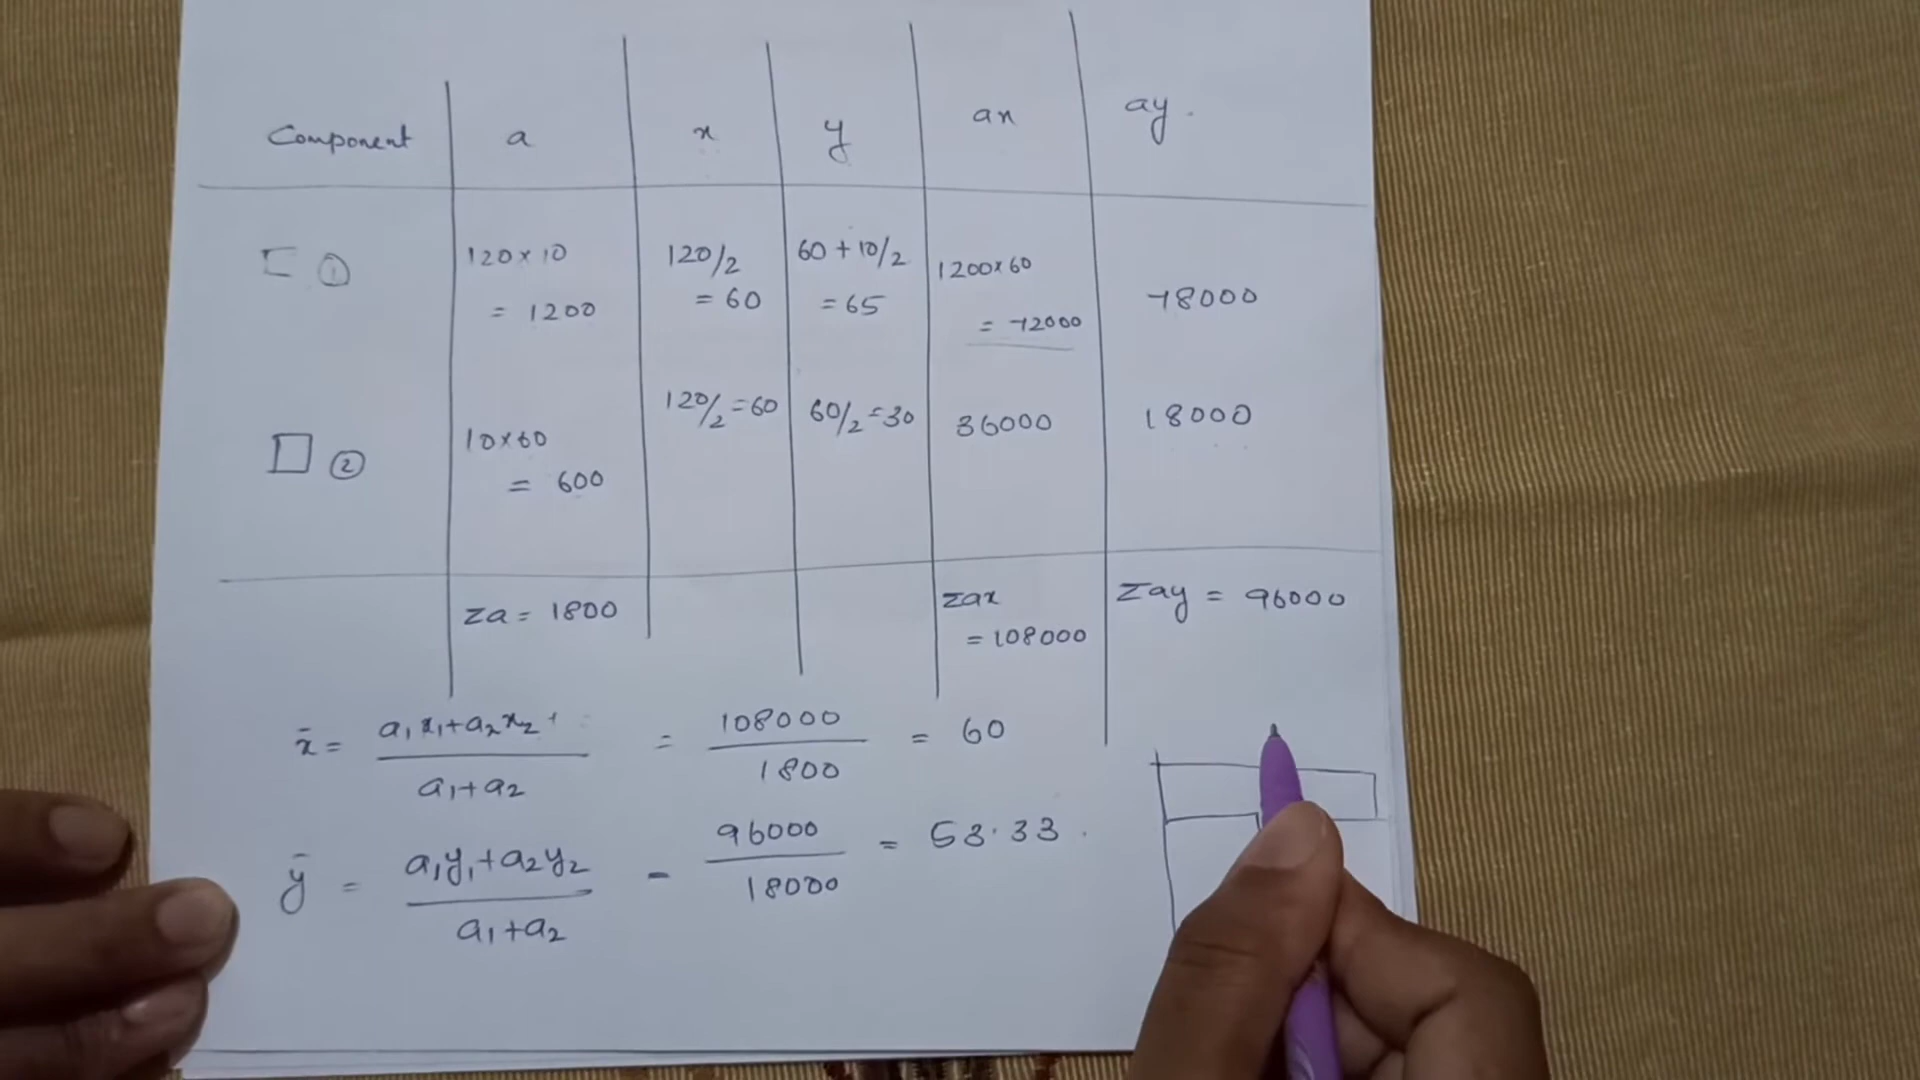 Component a x y ax ay.
① 120×10 = 1200 120/2 = 60 60+10/2 = 65 1200×60 = 72000 78000
② 10×60 = 600 120/2=60 60/2=30 36000 18000
Σa = 1800 Σax = 108000 Σay = 96000
x̄ = a₁x₁+a₂x₂+ / a₁+a₂ = 108000 / 1800 = 60
ȳ = a₁y₁+a₂y₂ / a₁+a₂ - 96000 / 18000 = 53.33.